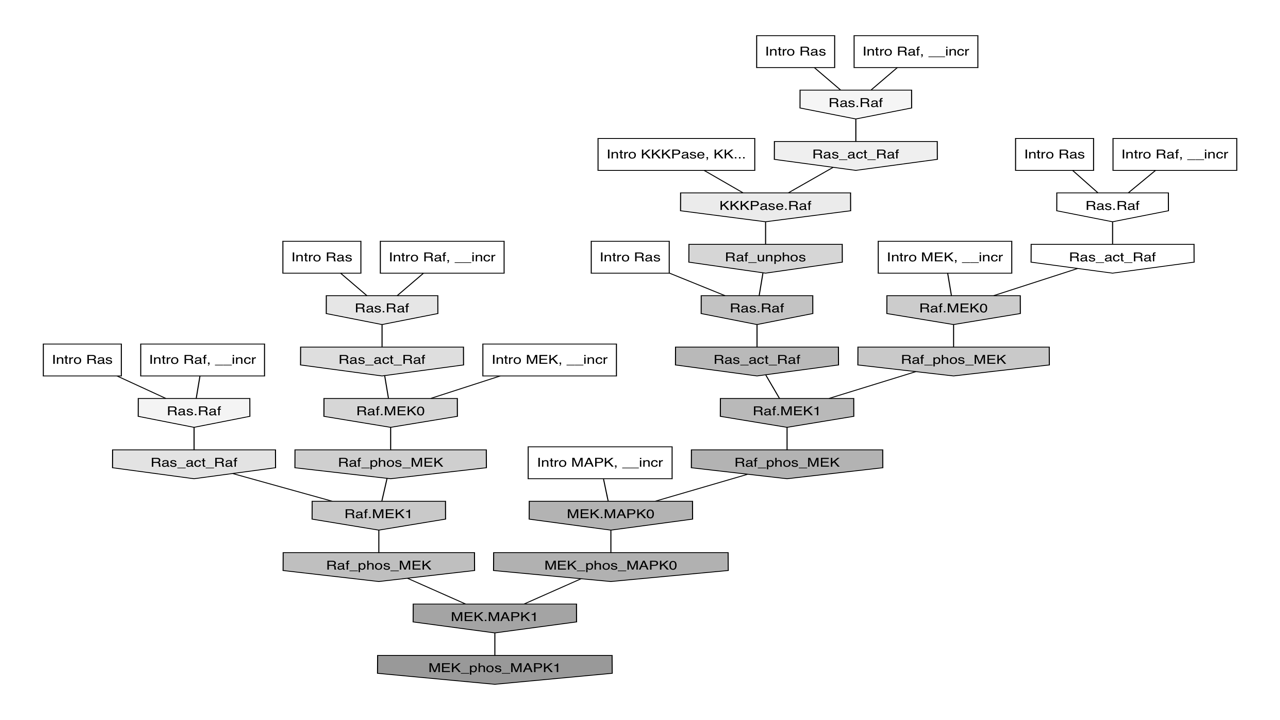 Intro Ras
Intro Raf, __incr
Ras.Raf
Intro KKKPase, KK...
Ras_act_Raf
Intro Ras
Intro Raf, __incr
KKKPase.Raf
Ras.Raf
Intro Ras
Intro Raf, __incr
Intro Ras
Raf_unphos
Intro MEK, __incr
Ras_act_Raf
Ras.Raf
Ras.Raf
Raf.MEK0
Intro Ras
Intro Raf, __incr
Ras_act_Raf
Intro MEK, __incr
Ras_act_Raf
Raf_phos_MEK
Ras.Raf
Raf.MEK0
Raf.MEK1
Ras_act_Raf
Raf_phos_MEK
Intro MAPK, __incr
Raf_phos_MEK
Raf.MEK1
MEK.MAPK0
Raf_phos_MEK
MEK_phos_MAPK0
MEK.MAPK1
MEK_phos_MAPK1